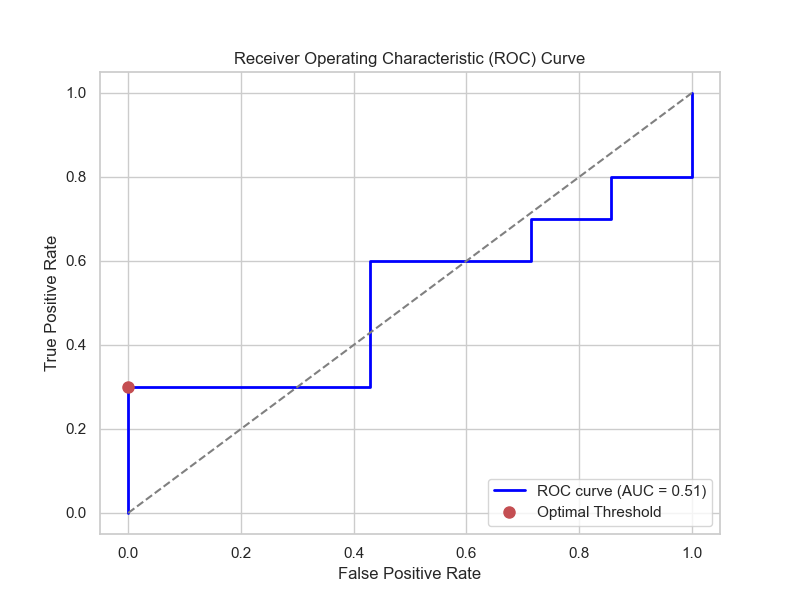 Receiver Operating Characteristic (ROC) Curve
True Positive Rate
1.0
0.8
0.6
0.4
0.2
0.0
ROC curve (AUC = 0.51)
Optimal Threshold
0.0 0.2 0.4 0.6 0.8 1.0
False Positive Rate